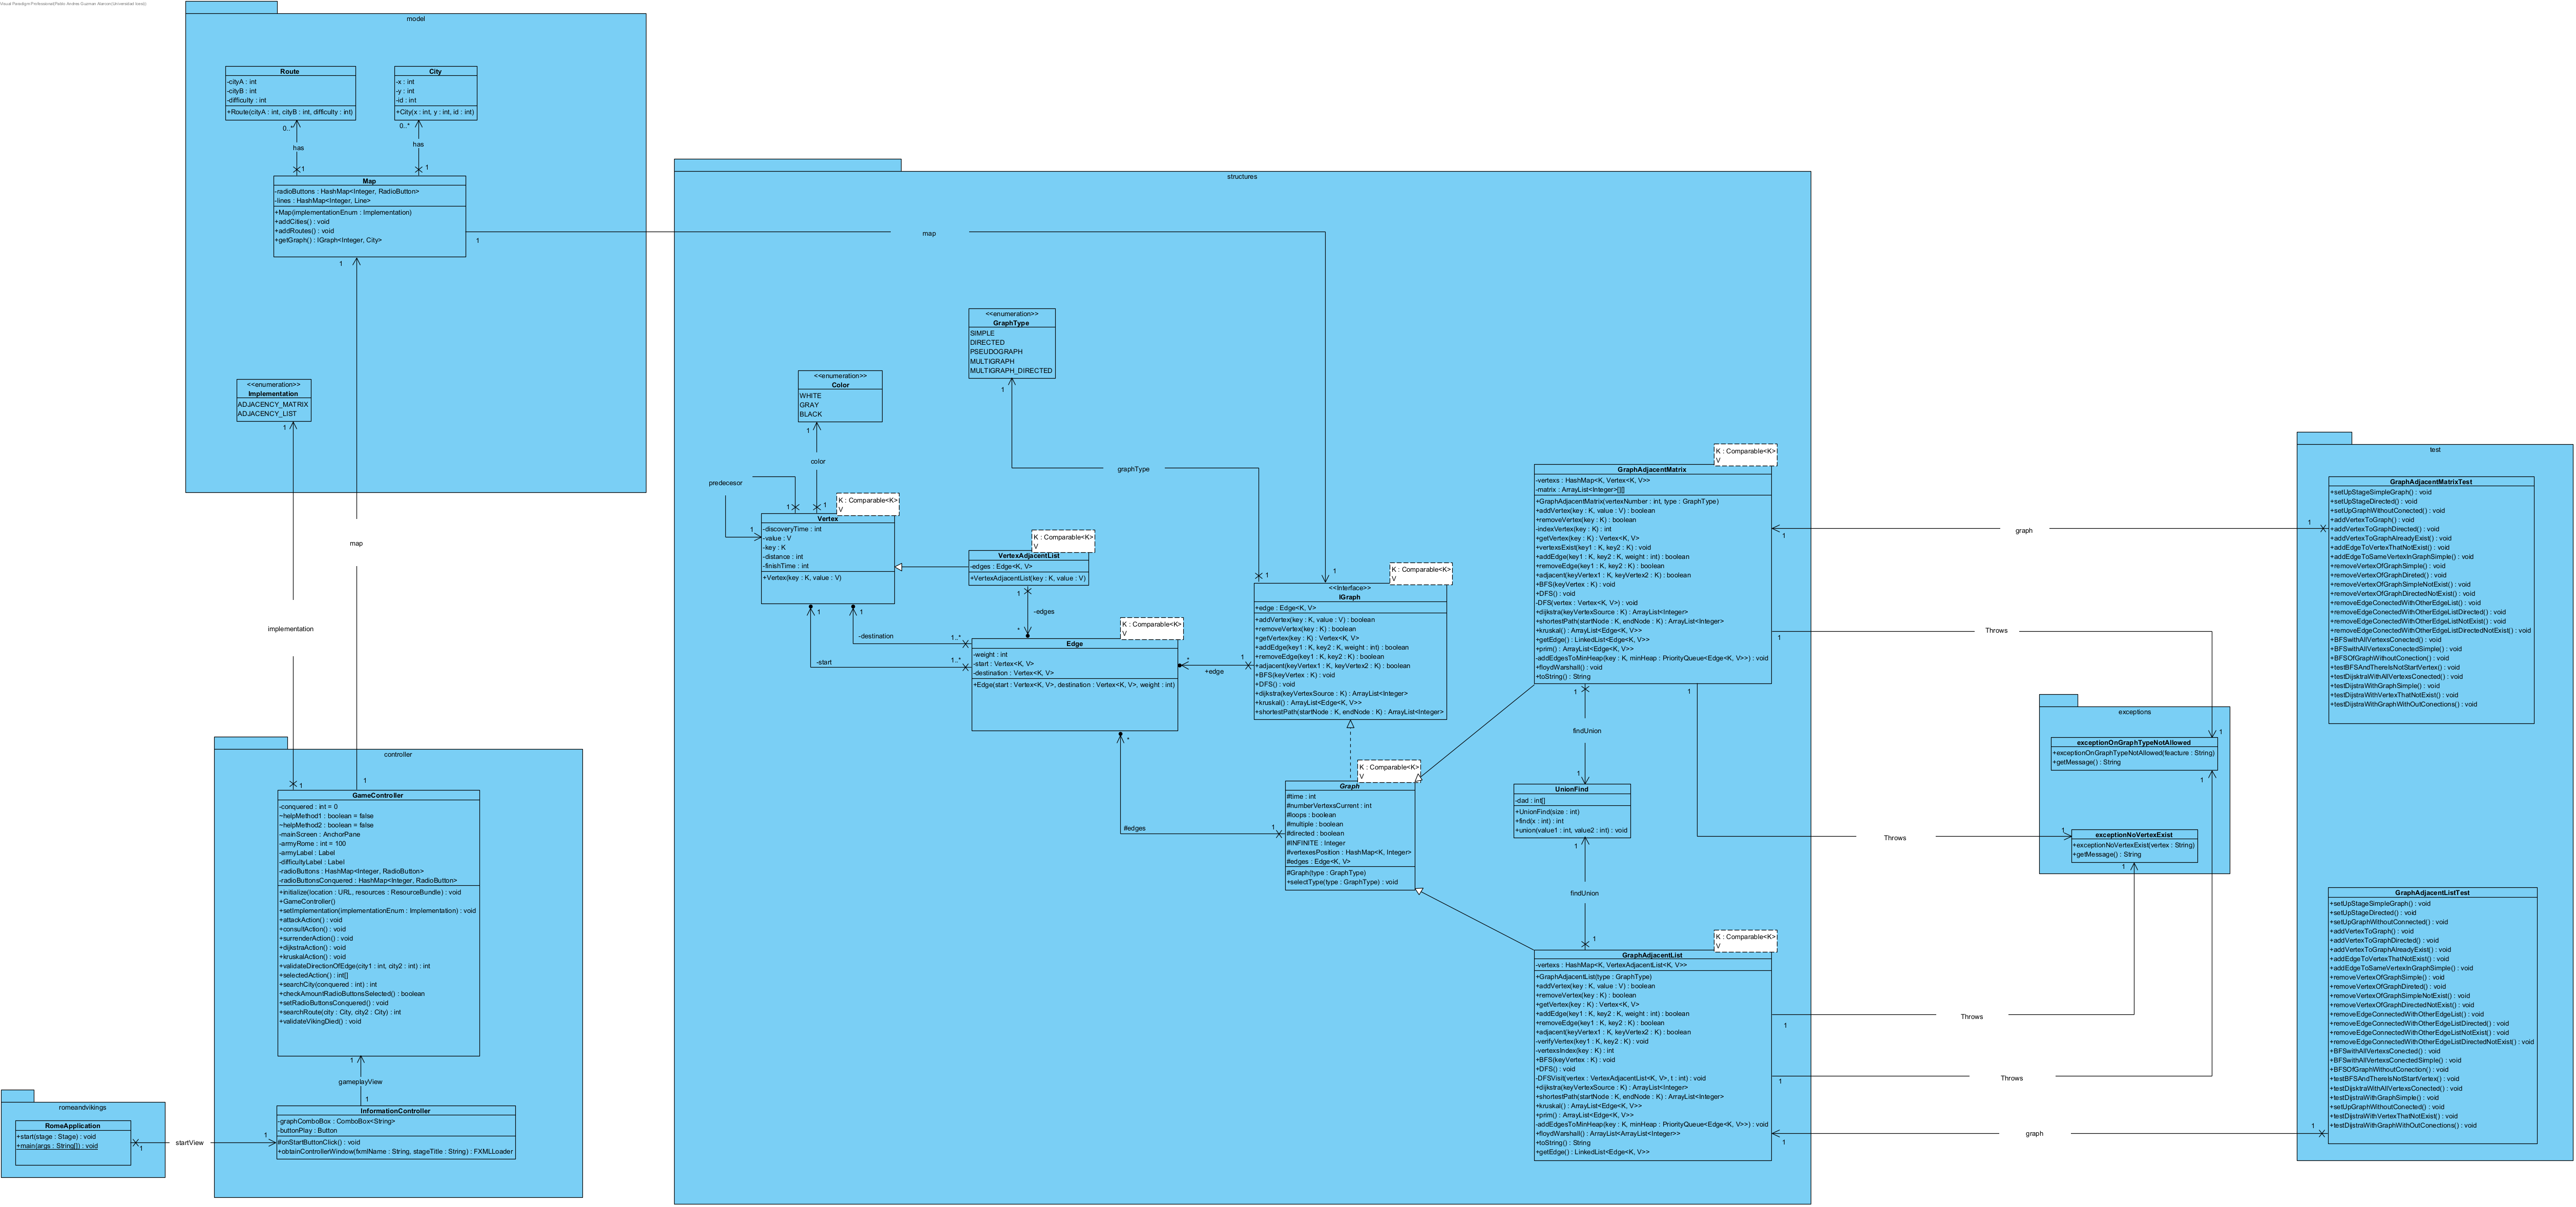 Visual Paradigm Professional(Pedro Andres Guzman Alarcon(Universidad Icesi))
model
Route
-cityA : int
-cityB : int
-difficulty : int
+Route(cityA : int, cityB : int, difficulty : int)
City
-x : int
-y : int
-id : int
+City(x : int, y : int, id : int)
0..*
has
1
0..*
has
1
Map
-radioButtons : HashMap<Integer, RadioButton>
-lines : HashMap<Integer, Line>
+Map(implementationEnum : Implementation)
+addCities() : void
+addRoutes() : void
+getGraph() : IGraph<Integer, City>
1
map
1
1
<<enumeration>>
Implementation
ADJACENCY_MATRIX
ADJACENCY_LIST
1
implementation
1
map
1
controller
GameController
-conquered : int = 0
~helpMethod1 : boolean = false
~helpMethod2 : boolean = false
-mainScreen : AnchorPane
-armyRome : int = 100
-armyLabel : Label
-difficultyLabel : Label
-radioButtons : HashMap<Integer, RadioButton>
-radioButtonsConquered : HashMap<Integer, RadioButton>
+initialize(location : URL, resources : ResourceBundle) : void
+GameController()
+setImplementation(implementationEnum : Implementation) : void
+attackAction() : void
+consultAction() : void
+surrenderAction() : void
+dijkstraAction() : void
+kruskalAction() : void
+validateDirectionOfEdge(city1 : int, city2 : int) : int
+selectedAction() : int[]
+searchCity(conquered : int) : int
+checkAmountRadioButtonsSelected() : boolean
+setRadioButtonsConquered() : void
+searchRoute(city : City, city2 : City) : int
+validateVikingDied() : void
1
gameplayView
1
InformationController
-graphComboBox : ComboBox<String>
-buttonPlay : Button
#onStartButtonClick() : void
+obtainControllerWindow(fxmlName : String, stageTitle : String) : FXMLLoader
romeandvikings
RomeApplication
+start(stage : Stage) : void
+main(args : String[]) : void
1
startView
1
structures
<<enumeration>>
GraphType
SIMPLE
DIRECTED
PSEUDOGRAPH
MULTIGRAPH
MULTIGRAPH_DIRECTED
1
graphType
1
<<enumeration>>
Color
WHITE
GRAY
BLACK
1
color
1
predecesor
1
1
K : Comparable<K>
V
Vertex
-discoveryTime : int
-value : V
-key : K
-distance : int
-finishTime : int
+Vertex(key : K, value : V)
K : Comparable<K>
V
VertexAdjacentList
-edges : Edge<K, V>
+VertexAdjacentList(key : K, value : V)
1
-edges
*
1
-start
1..*
1
-destination
1..*
K : Comparable<K>
V
Edge
-weight : int
-start : Vertex<K, V>
-destination : Vertex<K, V>
+Edge(start : Vertex<K, V>, destination : Vertex<K, V>, weight : int)
*
+edge
1
*
#edges
1
K : Comparable<K>
V
<<Interface>>
IGraph
+edge : Edge<K, V>
+addVertex(key : K, value : V) : boolean
+removeVertex(key : K) : boolean
+getVertex(key : K) : Vertex<K, V>
+addEdge(key1 : K, key2 : K, weight : int) : boolean
+removeEdge(key1 : K, key2 : K) : boolean
+adjacent(keyVertex1 : K, keyVertex2 : K) : boolean
+BFS(keyVertex : K) : void
+DFS() : void
+dijkstra(keyVertexSource : K) : ArrayList<Integer>
+kruskal() : ArrayList<Edge<K, V>>
+shortestPath(startNode : K, endNode : K) : ArrayList<Integer>
K : Comparable<K>
V
Graph
#time : int
#numberVertexsCurrent : int
#loops : boolean
#multiple : boolean
#directed : boolean
#INFINITE : Integer
#vertexesPosition : HashMap<K, Integer>
#edges : Edge<K, V>
#Graph(type : GraphType)
+selectType(type : GraphType) : void
K : Comparable<K>
V
GraphAdjacentMatrix
-vertexs : HashMap<K, Vertex<K, V>>
-matrix : ArrayList<Integer>[][]
+GraphAdjacentMatrix(vertexNumber : int, type : GraphType)
+addVertex(key : K, value : V) : boolean
+removeVertex(key : K) : boolean
-indexVertex(key : K) : int
+getVertex(key : K) : Vertex<K, V>
+vertexsExist(key1 : K, key2 : K) : void
+addEdge(key1 : K, key2 : K, weight : int) : boolean
+removeEdge(key1 : K, key2 : K) : boolean
+adjacent(keyVertex1 : K, keyVertex2 : K) : boolean
+BFS(keyVertex : K) : void
+DFS() : void
-DFS(vertex : Vertex<K, V>) : void
+dijkstra(keyVertexSource : K) : ArrayList<Integer>
+shortestPath(startNode : K, endNode : K) : ArrayList<Integer>
+kruskal() : ArrayList<Edge<K, V>>
+getEdge() : LinkedList<Edge<K, V>>
+prim() : ArrayList<Edge<K, V>>
-addEdgesToMinHeap(key : K, minHeap : PriorityQueue<Edge<K, V>>) : void
+floydWarshall() : void
+toString() : String
1
findUnion
1
UnionFind
-dad : int[]
+UnionFind(size : int)
+find(x : int) : int
+union(value1 : int, value2 : int) : void
1
findUnion
1
K : Comparable<K>
V
GraphAdjacentList
-vertexs : HashMap<K, VertexAdjacentList<K, V>>
+GraphAdjacentList(type : GraphType)
+addVertex(key : K, value : V) : boolean
+removeVertex(key : K) : boolean
+getVertex(key : K) : Vertex<K, V>
+addEdge(key1 : K, key2 : K, weight : int) : boolean
+removeEdge(key1 : K, key2 : K) : boolean
+adjacent(keyVertex1 : K, keyVertex2 : K) : boolean
-verifyVertex(key1 : K, key2 : K) : void
-vertexsIndex(key : K) : int
+BFS(keyVertex : K) : void
+DFS() : void
-DFSVisit(vertex : VertexAdjacentList<K, V>, t : int) : void
+dijkstra(keyVertexSource : K) : ArrayList<Integer>
+shortestPath(startNode : K, endNode : K) : ArrayList<Integer>
+kruskal() : ArrayList<Edge<K, V>>
+prim() : ArrayList<Edge<K, V>>
-addEdgesToMinHeap(key : K, minHeap : PriorityQueue<Edge<K, V>>) : void
+floydWarshall() : ArrayList<ArrayList<Integer>>
+toString() : String
+getEdge() : LinkedList<Edge<K, V>>
1
graph
1
1
Throws
1
1
Throws
1
1
Throws
1
1
Throws
1
1
graph
1
exceptions
exceptionOnGraphTypeNotAllowed
+exceptionOnGraphTypeNotAllowed(feacture : String)
+getMessage() : String
exceptionNoVertexExist
+exceptionNoVertexExist(vertex : String)
+getMessage() : String
test
GraphAdjacentMatrixTest
+setUpStageSimpleGraph() : void
+setUpStageDirected() : void
+setUpGraphWithoutConected() : void
+addVertexToGraph() : void
+addVertexToGraphDirected() : void
+addVertexToGraphAlreadyExist() : void
+addEdgeToVertexThatNotExist() : void
+addEdgeToSameVertexInGraphSimple() : void
+removeVertexOfGraphSimple() : void
+removeVertexOfGraphDireted() : void
+removeVertexOfGraphSimpleNotExist() : void
+removeVertexOfGraphDirectedNotExist() : void
+removeEdgeConectedWithOtherEdgeList() : void
+removeEdgeConectedWithOtherEdgeListDirected() : void
+removeEdgeConectedWithOtherEdgeListNotExist() : void
+removeEdgeConectedWithOtherEdgeListDirectedNotExist() : void
+BFSwithAllVertexsConected() : void
+BFSwithAllVertexsConectedSimple() : void
+BFSOfGraphWithoutConection() : void
+testBFSAndThereIsNotStartVertex() : void
+testDijsktraWithAllVertexsConected() : void
+testDijstraWithGraphSimple() : void
+testDijstraWithVertexThatNotExist() : void
+testDijstraWithGraphWithOutConections() : void
GraphAdjacentListTest
+setUpStageSimpleGraph() : void
+setUpStageDirected() : void
+setUpGraphWithoutConnected() : void
+addVertexToGraph() : void
+addVertexToGraphDirected() : void
+addVertexToGraphAlreadyExist() : void
+addEdgeToVertexThatNotExist() : void
+addEdgeToSameVertexInGraphSimple() : void
+removeVertexOfGraphSimple() : void
+removeVertexOfGraphDireted() : void
+removeVertexOfGraphSimpleNotExist() : void
+removeVertexOfGraphDirectedNotExist() : void
+removeEdgeConnectedWithOtherEdgeList() : void
+removeEdgeConnectedWithOtherEdgeListDirected() : void
+removeEdgeConnectedWithOtherEdgeListNotExist() : void
+removeEdgeConnectedWithOtherEdgeListDirectedNotExist() : void
+BFSwithAllVertexsConected() : void
+BFSwithAllVertexsConectedSimple() : void
+BFSOfGraphWithoutConection() : void
+testBFSAndThereIsNotStartVertex() : void
+testDijsktraWithAllVertexsConected() : void
+testDijstraWithGraphSimple() : void
+setUpGraphWithoutConected() : void
+testDijstraWithVertexThatNotExist() : void
+testDijstraWithGraphWithOutConections() : void